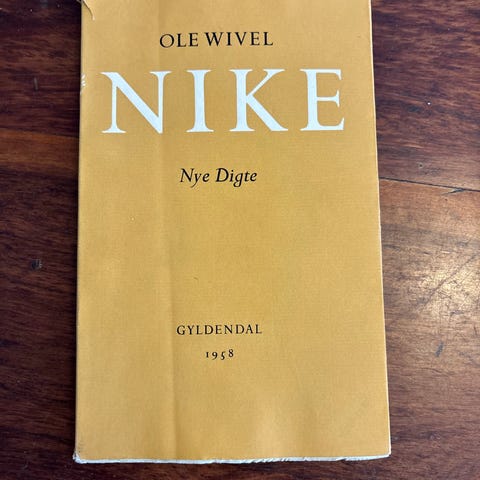 OLE WIVEL
NIKE
Nye Digte
GYLDENDAL
1958